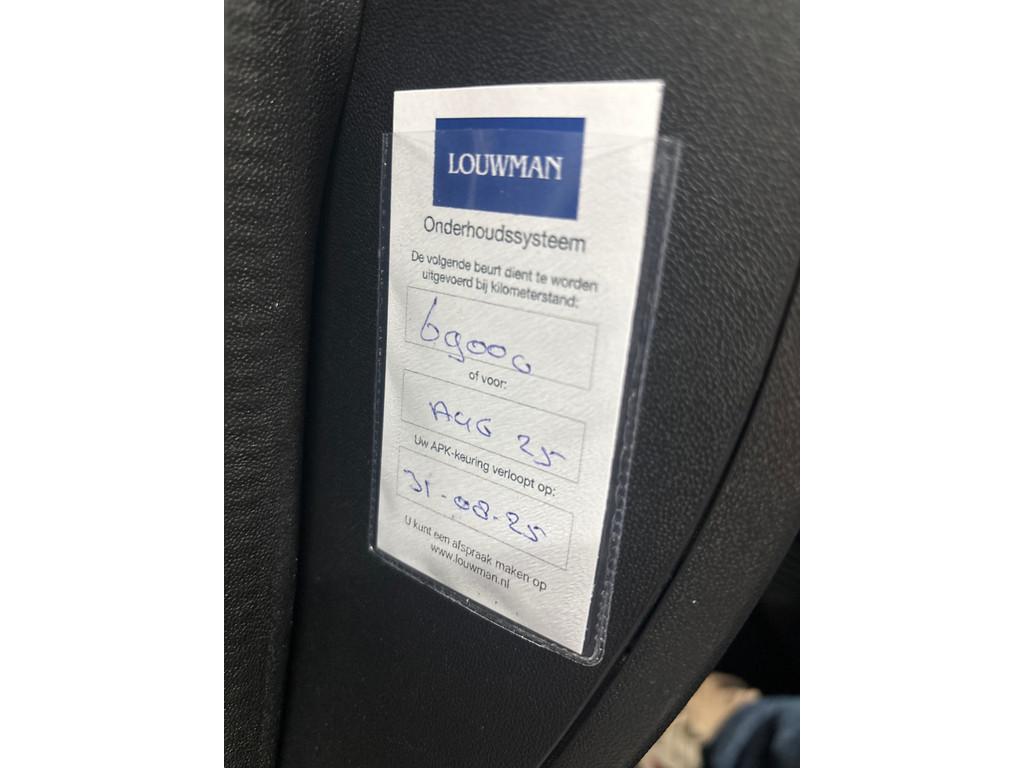 LOUWMAN
Onderhoudssysteem
De volgende beurt dient te worden
uitgevoerd bij kilometerstand:
69000
of voor:
AUG 25
Uw APK-keuring verloopt op:
31-08-25
U kunt een afspraak maken op
www.louwman.nl